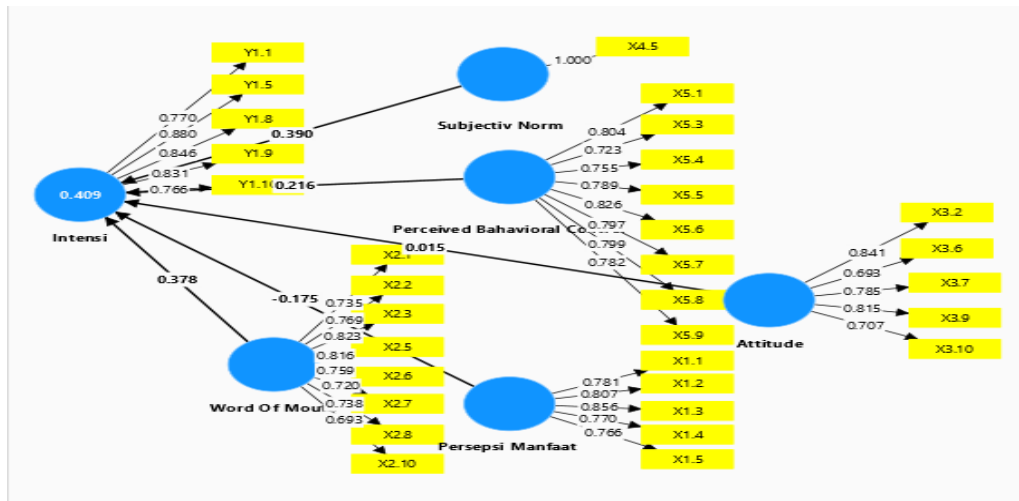 Y1.1
Y1.5
Y1.8
Y1.9
0.770
0.880
0.846
0.831
0.766
0.409
Intensi
0.390
0.216
0.015
-0.175
0.378
Subjectiv Norm
1.000
X4.5
Perceived Bahavioral
X5.1
X5.3
X5.4
X5.5
X5.6
X5.7
X5.8
X5.9
0.804
0.723
0.755
0.789
0.826
0.797
0.799
0.782
Attitude
X3.2
X3.6
X3.7
X3.9
X3.10
0.841
0.693
0.785
0.815
0.707
Word Of
X2.2
X2.3
X2.5
X2.6
X2.7
X2.8
X2.10
0.735
0.769
0.823
0.816
0.759
0.720
0.738
0.693
Persepsi Manfaat
X1.1
X1.2
X1.3
X1.4
X1.5
0.781
0.807
0.856
0.770
0.766